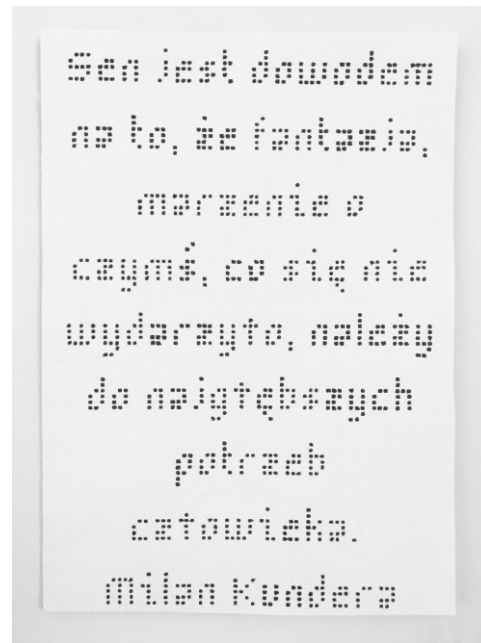 Sen jest dowodem
na to, że fantazja,
marzenie o
czymś, co się nie
wydarzyło, należy
do najgłębszych
potrzeb
człowieka.
Milan Kundera